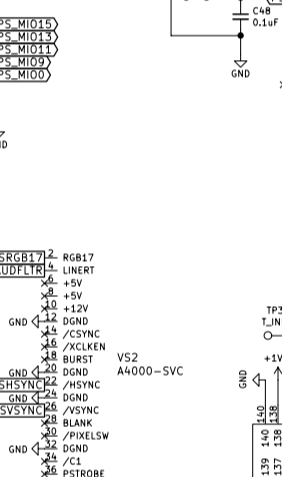 PS_MIO15
PS_MIO13
PS_MIO11
PS_MIO9
PS_MIO0
C48
0.1uF
GND
SRGB17 2 RGB17
AUDFLTR 4 LINERT
6 +5V
8 +5V
10 +12V
GND 12 DGND
14 /CSYNC
16 /XCLKEN
18 BURST
GND 20 DGND
SHSYNC 22 /HSYNC
GND 24 DGND
SVSYNC 26 /VSYNC
28 BLANK
30 /PIXELSW
GND 32 DGND
34 /C1
36 PSTROBE
VS2
A4000-SVC
TP3
T_IN
+1V
GND
140
138
140
138
139
137